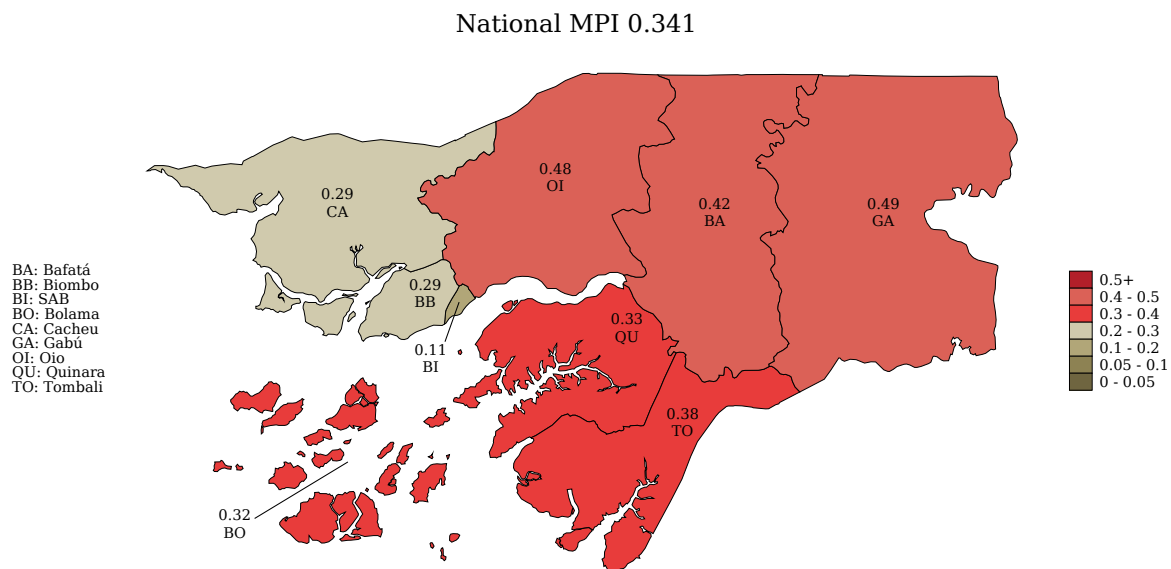 National MPI 0.341
0.48
OI
0.29
CA
0.42
BA
0.49
GA
0.29
BB
0.33
QU
0.11
BI
0.38
TO
0.32
BO
BA: Bafatá
BB: Biombo
BI: SAB
BO: Bolama
CA: Cacheu
GA: Gabú
OI: Oio
QU: Quinara
TO: Tombali
0.5+
0.4 - 0.5
0.3 - 0.4
0.2 - 0.3
0.1 - 0.2
0.05 - 0.1
0 - 0.05